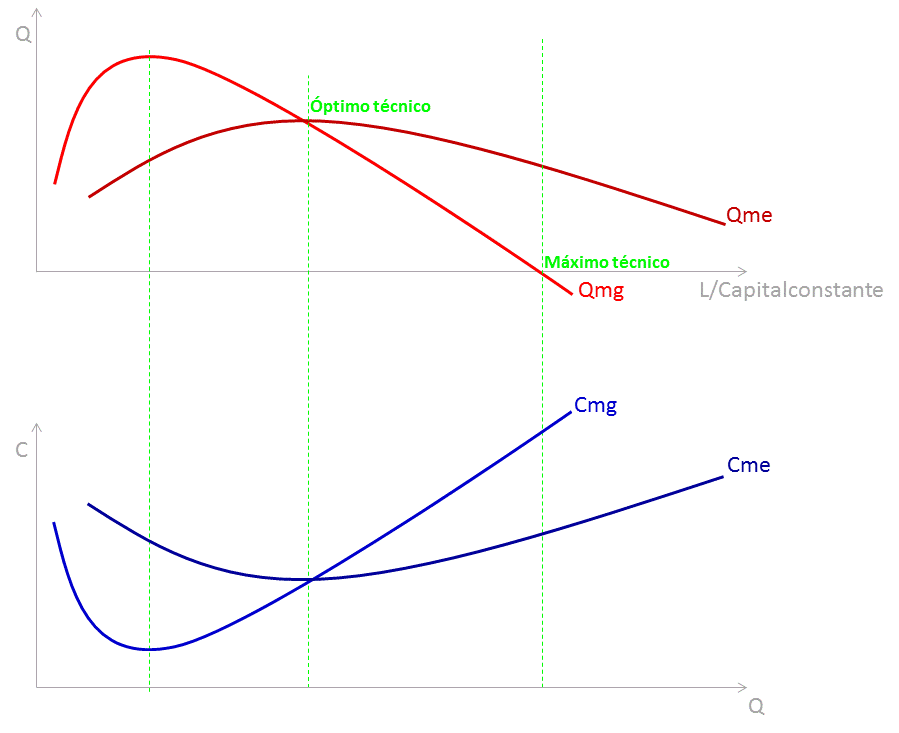 Q
Óptimo técnico
Qme
Máximo técnico
Qmg
L/Capitalconstante
Cmg
C
Cme
Q